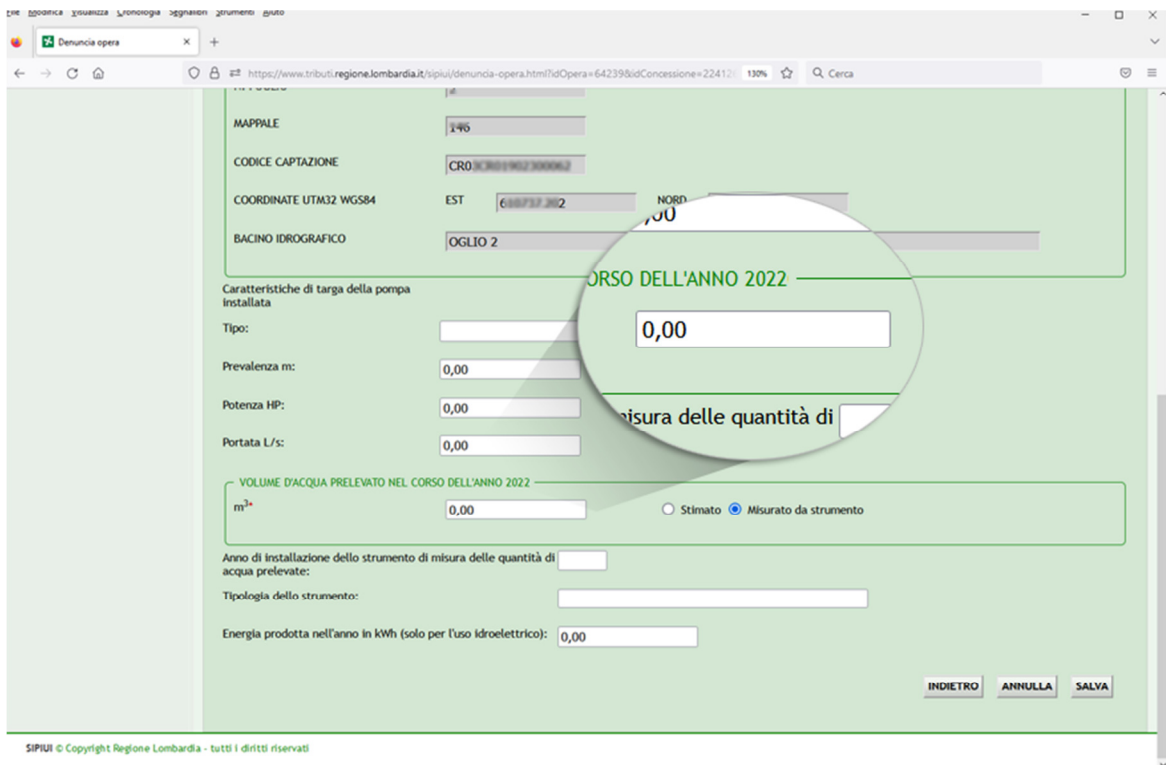 File Modifica Visualizza Cronologia Segnalibri Strumenti Aiuto
Denuncia opera
https://www.tributi.regione.lombardia.it/sipiui/denuncia-opera.html?idOpera=64239&idConcessione=22412 130% Cerca
2
MAPPALE 146
CODICE CAPTAZIONE CR03CR01902300062
COORDINATE UTM32 WGS84 EST 610737.202 NORD
BACINO IDROGRAFICO OGLIO 2
,00
ORSO DELL'ANNO 2022
0,00
misura delle quantità di
Caratteristiche di targa della pompa
installata
Tipo:
Prevalenza m: 0,00
Potenza HP: 0,00
Portata L/s: 0,00
VOLUME D'ACQUA PRELEVATO NEL CORSO DELL'ANNO 2022
m³* 0,00 Stimato Misurato da strumento
Anno di installazione dello strumento di misura delle quantità di
acqua prelevate:
Tipologia dello strumento:
Energia prodotta nell'anno in kWh (solo per l'uso idroelettrico): 0,00
INDIETRO ANNULLA SALVA
SIPIUI © Copyright Regione Lombardia - tutti i diritti riservati